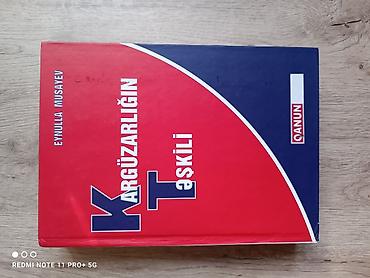 EYNULLA MUSAYEV
KARGÜZARLIĞIN
TƏŞKİLİ
QANUN
REDMI NOTE 11 PRO+ 5G